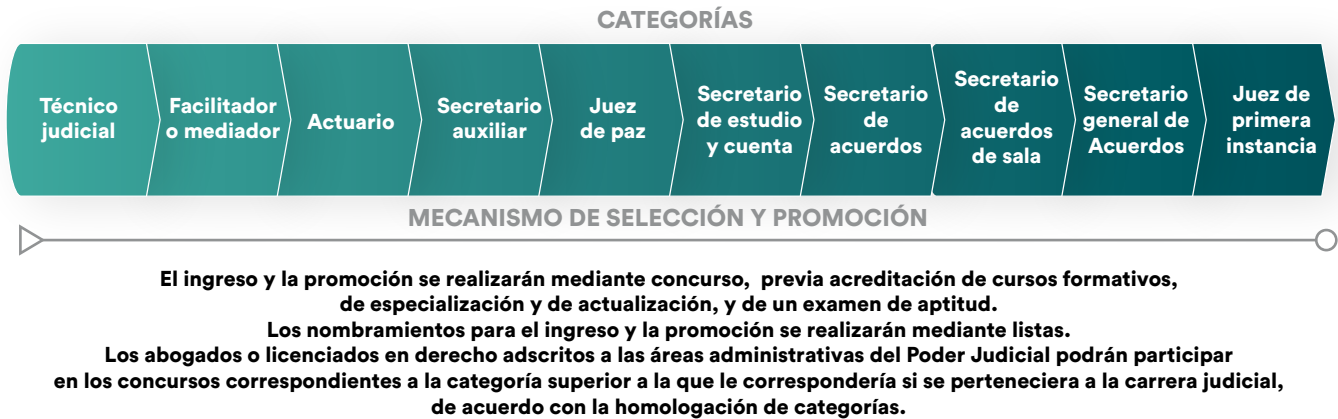 CATEGORÍAS
Técnico
judicial
Facilitador
o mediador
Actuario
Secretario
auxiliar
Juez
de paz
Secretario
de estudio
y cuenta
Secretario
de
acuerdos
Secretario
de
acuerdos
de sala
Secretario
general de
Acuerdos
Juez de
primera
instancia
MECANISMO DE SELECCIÓN Y PROMOCIÓN
El ingreso y la promoción se realizarán mediante concurso, previa acreditación de cursos formativos,
de especialización y de actualización, y de un examen de aptitud.
Los nombramientos para el ingreso y la promoción se realizarán mediante listas.
Los abogados o licenciados en derecho adscritos a las áreas administrativas del Poder Judicial podrán participar
en los concursos correspondientes a la categoría superior a la que le correspondería si se perteneciera a la carrera judicial,
de acuerdo con la homologación de categorías.